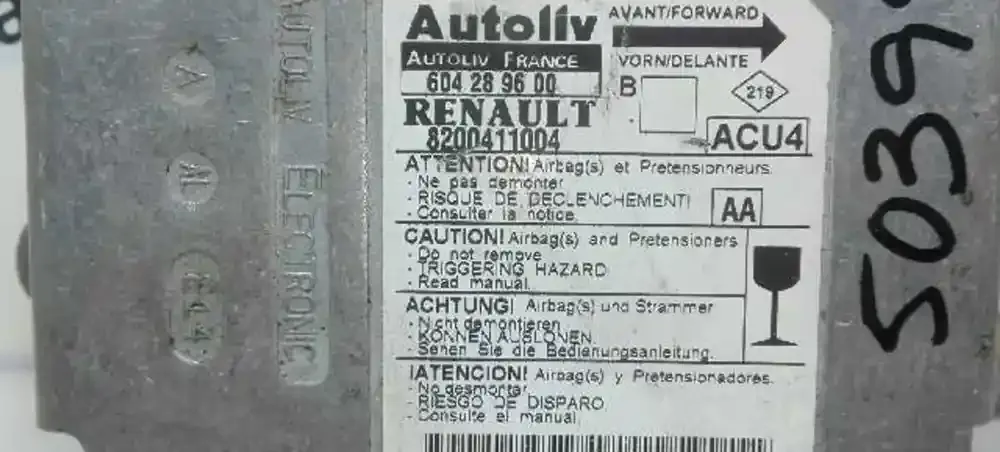 Autoliv
AVANT/FORWARD
AUTOLIV FRANCE
VORN/DELANTE
604 28 96 00
B
219
RENAULT
8200411004
ACU4
ATTENTION! Airbag(s) et Pretensionneurs.
- Ne pas demonter
- RISQUE DE DECLENCHEMENT!
- Consulter la notice.
AA
CAUTION! Airbag(s) and Pretensioners
- Do not remove
- TRIGGERING HAZARD
- Read manual.
ACHTUNG! Airbag(s) und Strammer
- Nicht demontieren
- KONNEN AUSLONEN.
- Sehen Sie die Bedienungsanleitung.
!ATENCION! Airbag(s) y Pretensionadores.
- No desmontar
- RIESGO DE DISPARO
- Consulte el manual.
AUTOLIV ELECTRONIC
A